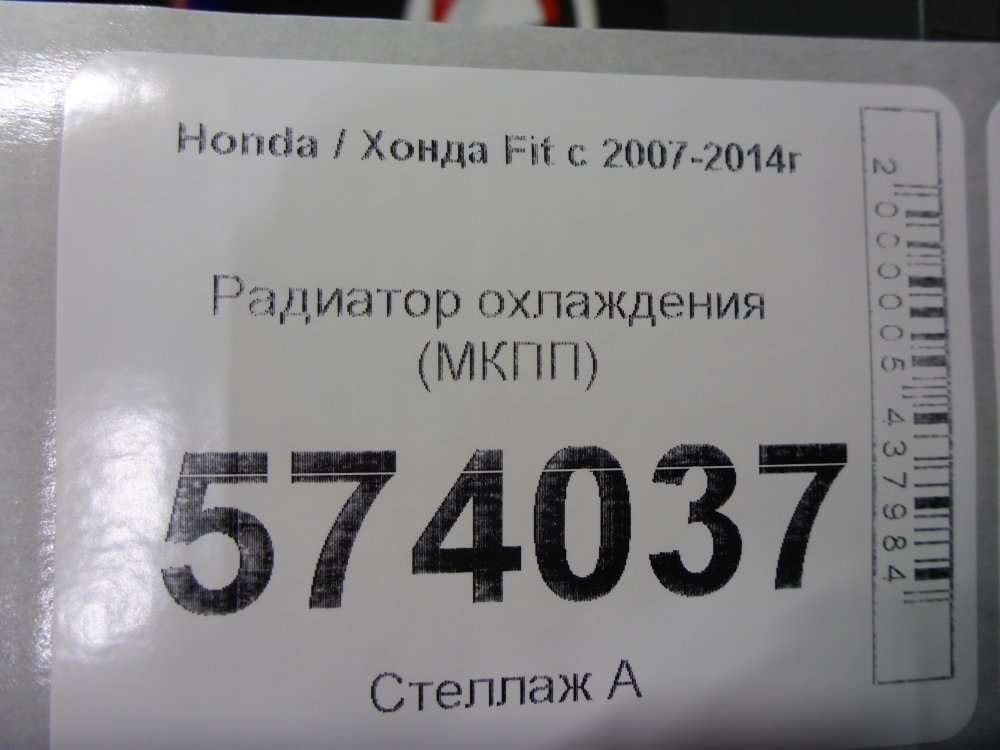 Honda / Хонда Fit с 2007-2014г
Радиатор охлаждения
(МКПП)
574037
Стеллаж А
2000005437984